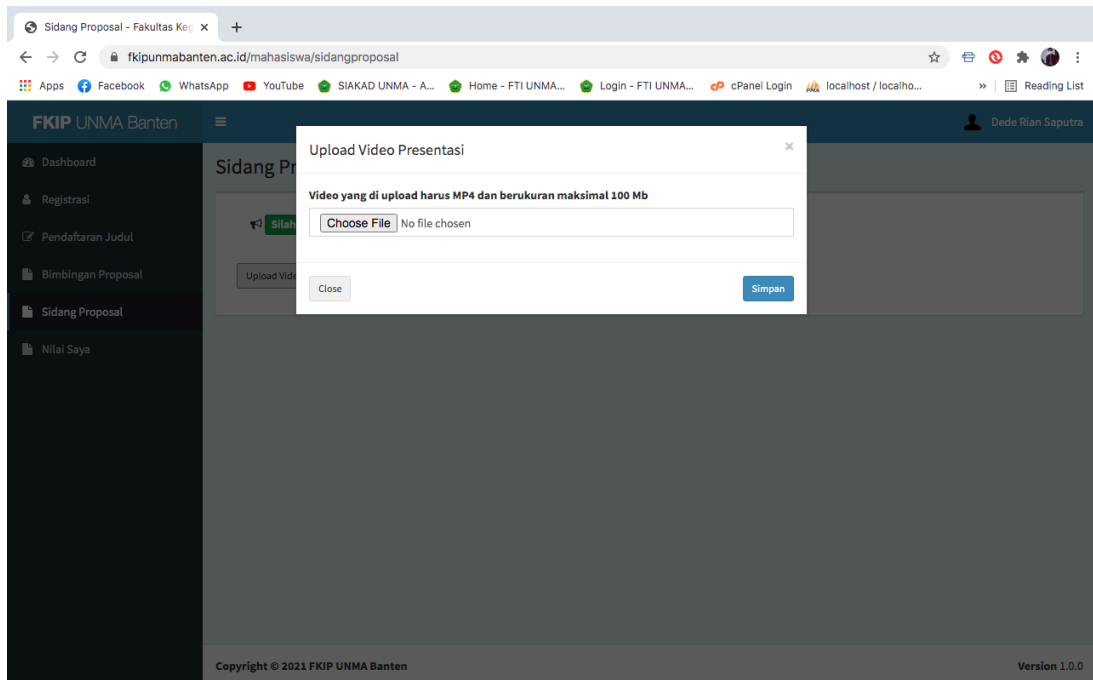 Sidang Proposal - Fakultas Keg
fkipunmabanten.ac.id/mahasiswa/sidangproposal
Apps Facebook WhatsApp YouTube SIAKAD UNMA - A... Home - FTI UNMA... Login - FTI UNMA... cPanel Login localhost / localho... » Reading List
FKIP UNMA Banten
Dede Rian Saputra
Dashboard
Registrasi
Pendaftaran Judul
Bimbingan Proposal
Sidang Proposal
Nilai Saya
Sidang Pr
Silah
Upload Vide
Upload Video Presentasi ×
Video yang di upload harus MP4 dan berukuran maksimal 100 Mb
Choose File No file chosen
Close Simpan
Copyright © 2021 FKIP UNMA Banten Version 1.0.0